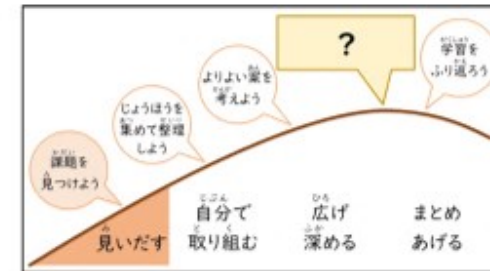 課題を
見つけよう
じょうほうを
集めて整理
しよう
よりよい案を
考えよう
?
学習を
ふり返ろう
見いだす
自分で
取り組む
広げ
深める
まとめ
あげる